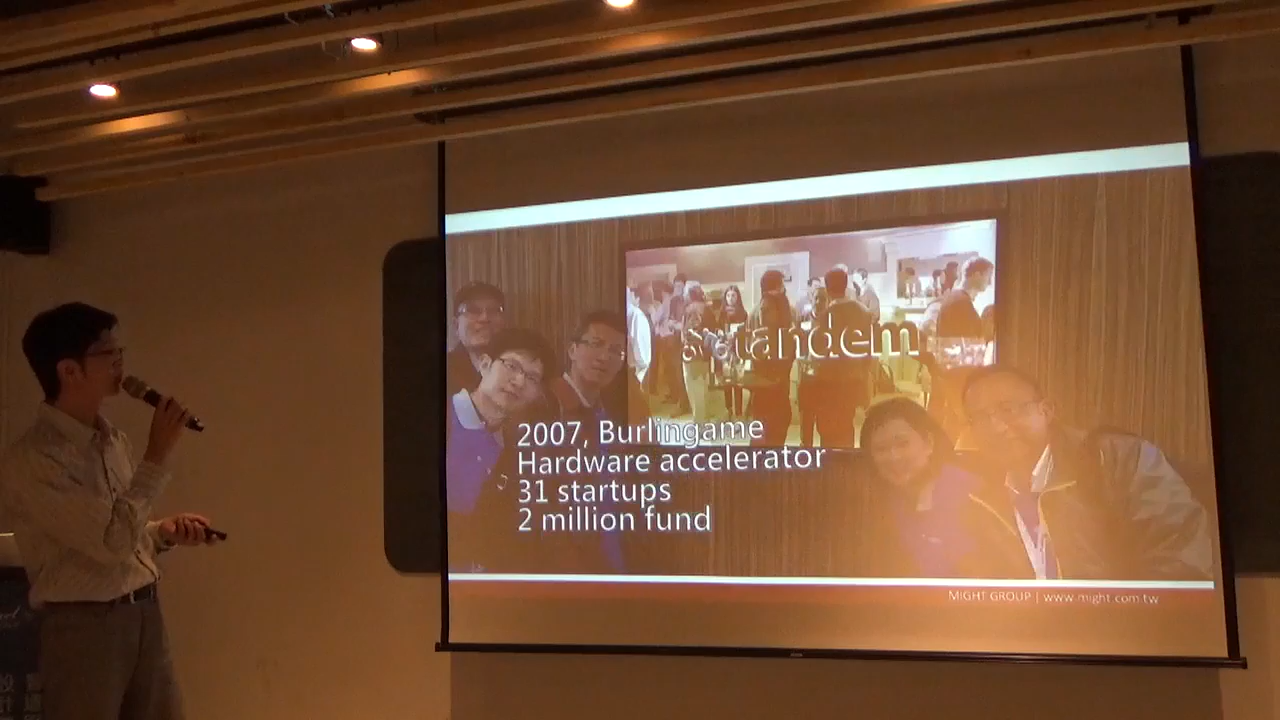 tandem
2007, Burlingame
Hardware accelerator
31 startups
2 million fund
MiGHT GROUP | www.might.com.tw